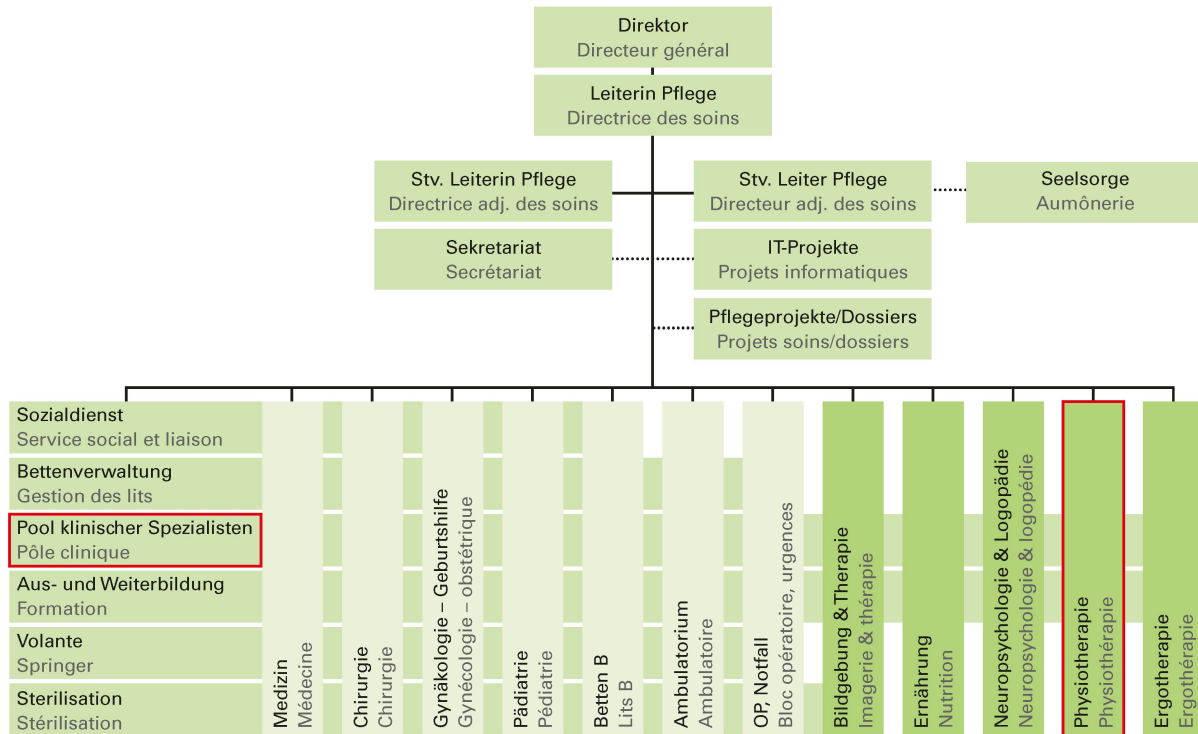 Direktor
Directeur général
Leiterin Pflege
Directrice des soins
Stv. Leiterin Pflege
Directrice adj. des soins
Stv. Leiter Pflege
Directeur adj. des soins
Seelsorge
Aumônerie
Sekretariat
Secrétariat
IT-Projekte
Projets informatiques
Pflegeprojekte/Dossiers
Projets soins/dossiers
Sozialdienst
Service social et liaison
Bettenverwaltung
Gestion des lits
Pool klinischer Spezialisten
Pôle clinique
Aus- und Weiterbildung
Formation
Volante
Springer
Sterilisation
Stérilisation
Medizin
Médecine
Chirurgie
Chirurgie
Gynäkologie – Geburtshilfe
Gynécologie – obstétrique
Pädiatrie
Pédiatrie
Betten B
Lits B
Ambulatorium
Ambulatoire
OP, Notfall
Bloc opératoire, urgences
Bildgebung & Therapie
Imagerie & thérapie
Ernährung
Nutrition
Neuropsychologie & Logopädie
Neuropsychologie & logopédie
Physiotherapie
Physiothérapie
Ergotherapie
Ergothérapie